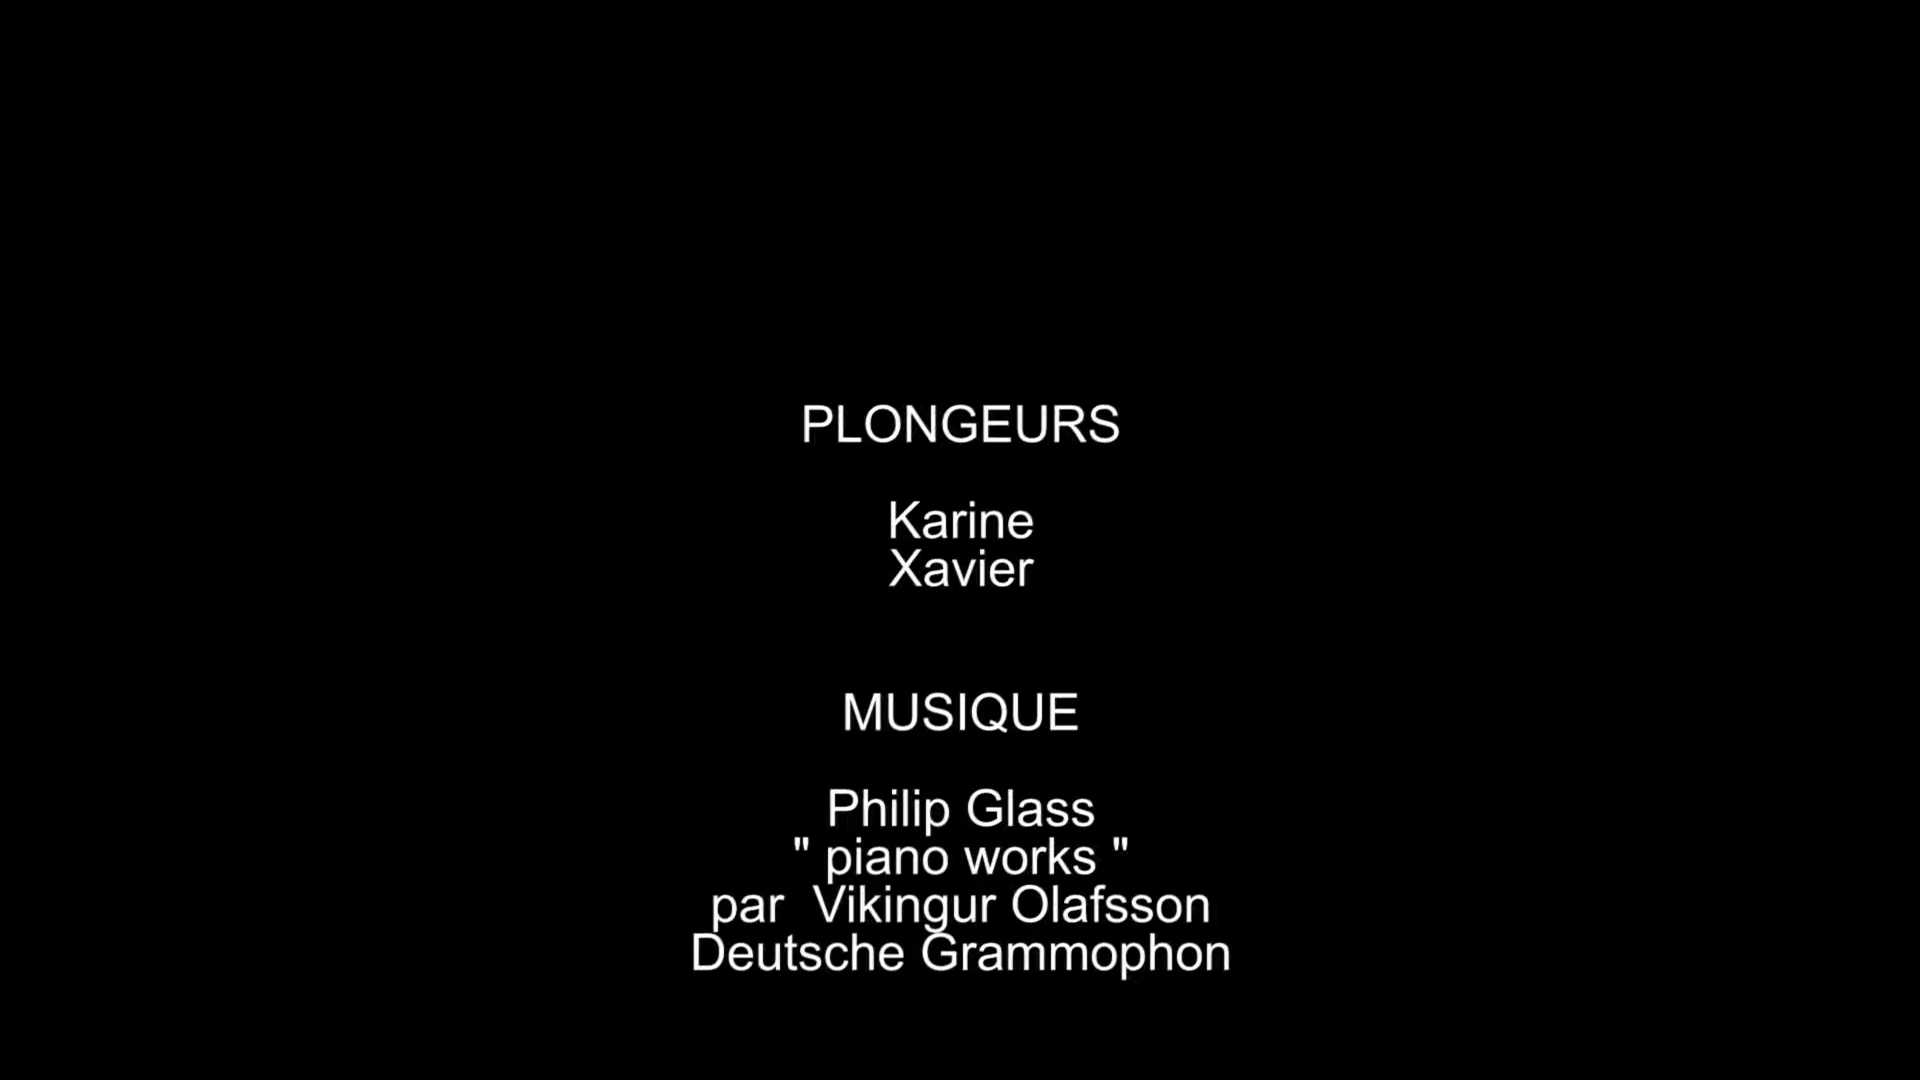 PLONGEURS
Karine
Xavier
MUSIQUE
Philip Glass
" piano works "
par  Vikingur Olafsson
Deutsche Grammophon